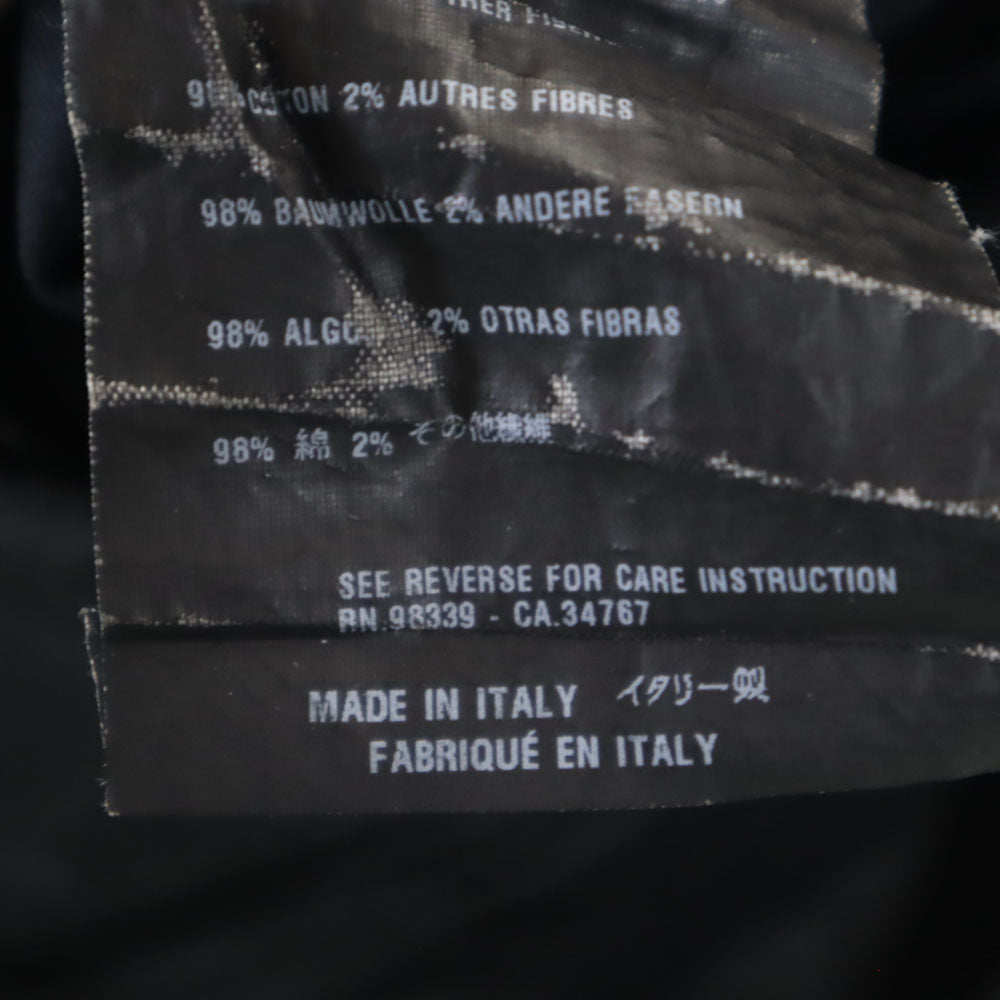 98% COTON 2% AUTRES FIBRES
98% BAUMWOLLE 2% ANDERE FASERN
98% 2% OTRAS FIBRAS
98% 綿 2% その他繊維
SEE REVERSE FOR CARE INSTRUCTION
RN.98339 - CA.34767
MADE IN ITALY イタリー製
FABRIQUÉ EN ITALY